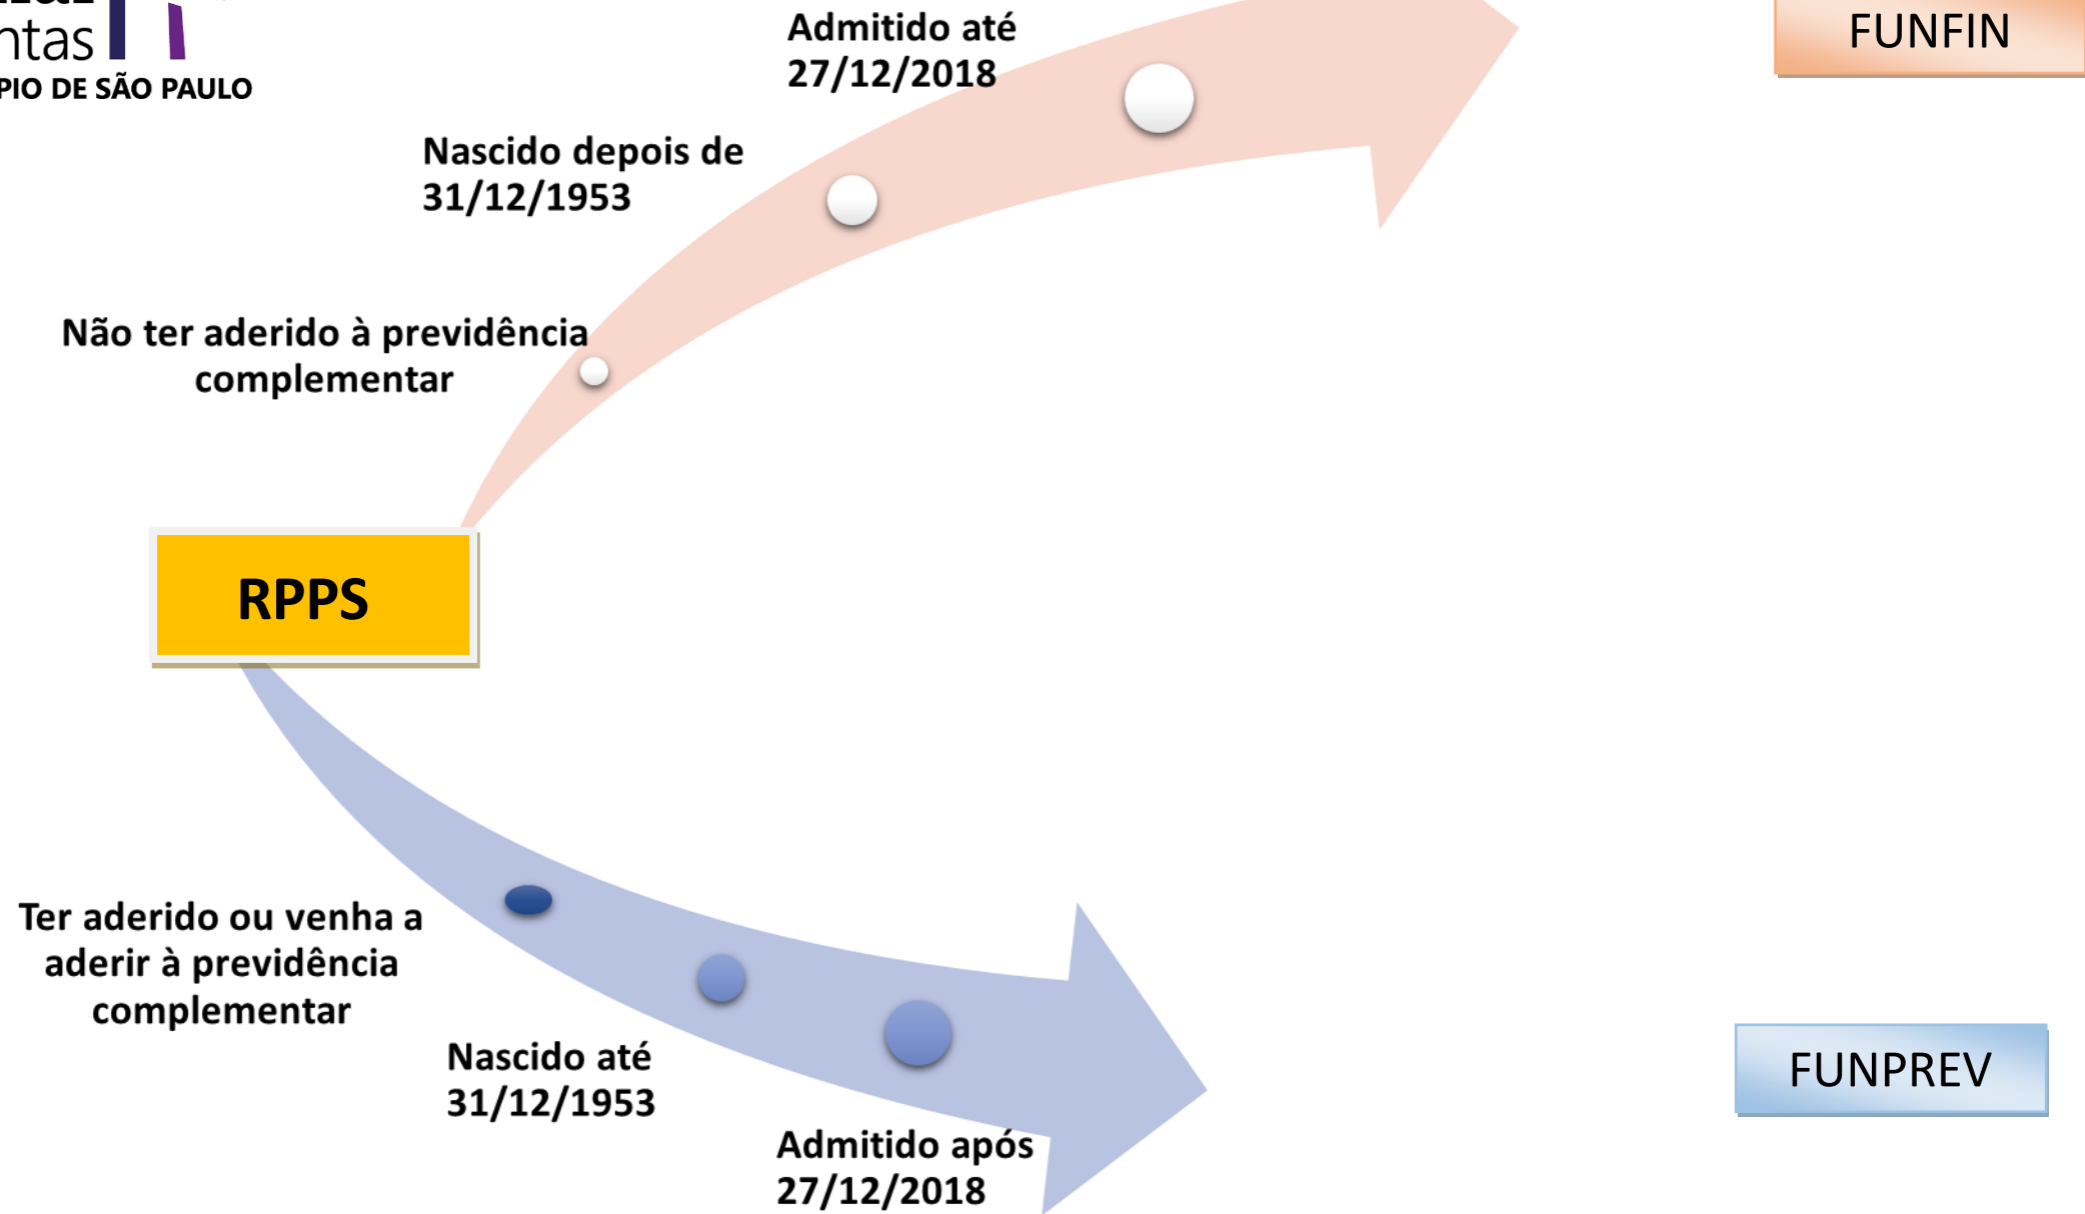 ntas
PIO DE SÃO PAULO
Admitido até
27/12/2018
FUNFIN
Nascido depois de
31/12/1953
Não ter aderido à previdência
complementar
RPPS
Ter aderido ou venha a
aderir à previdência
complementar
Nascido até
31/12/1953
Admitido após
27/12/2018
FUNPREV